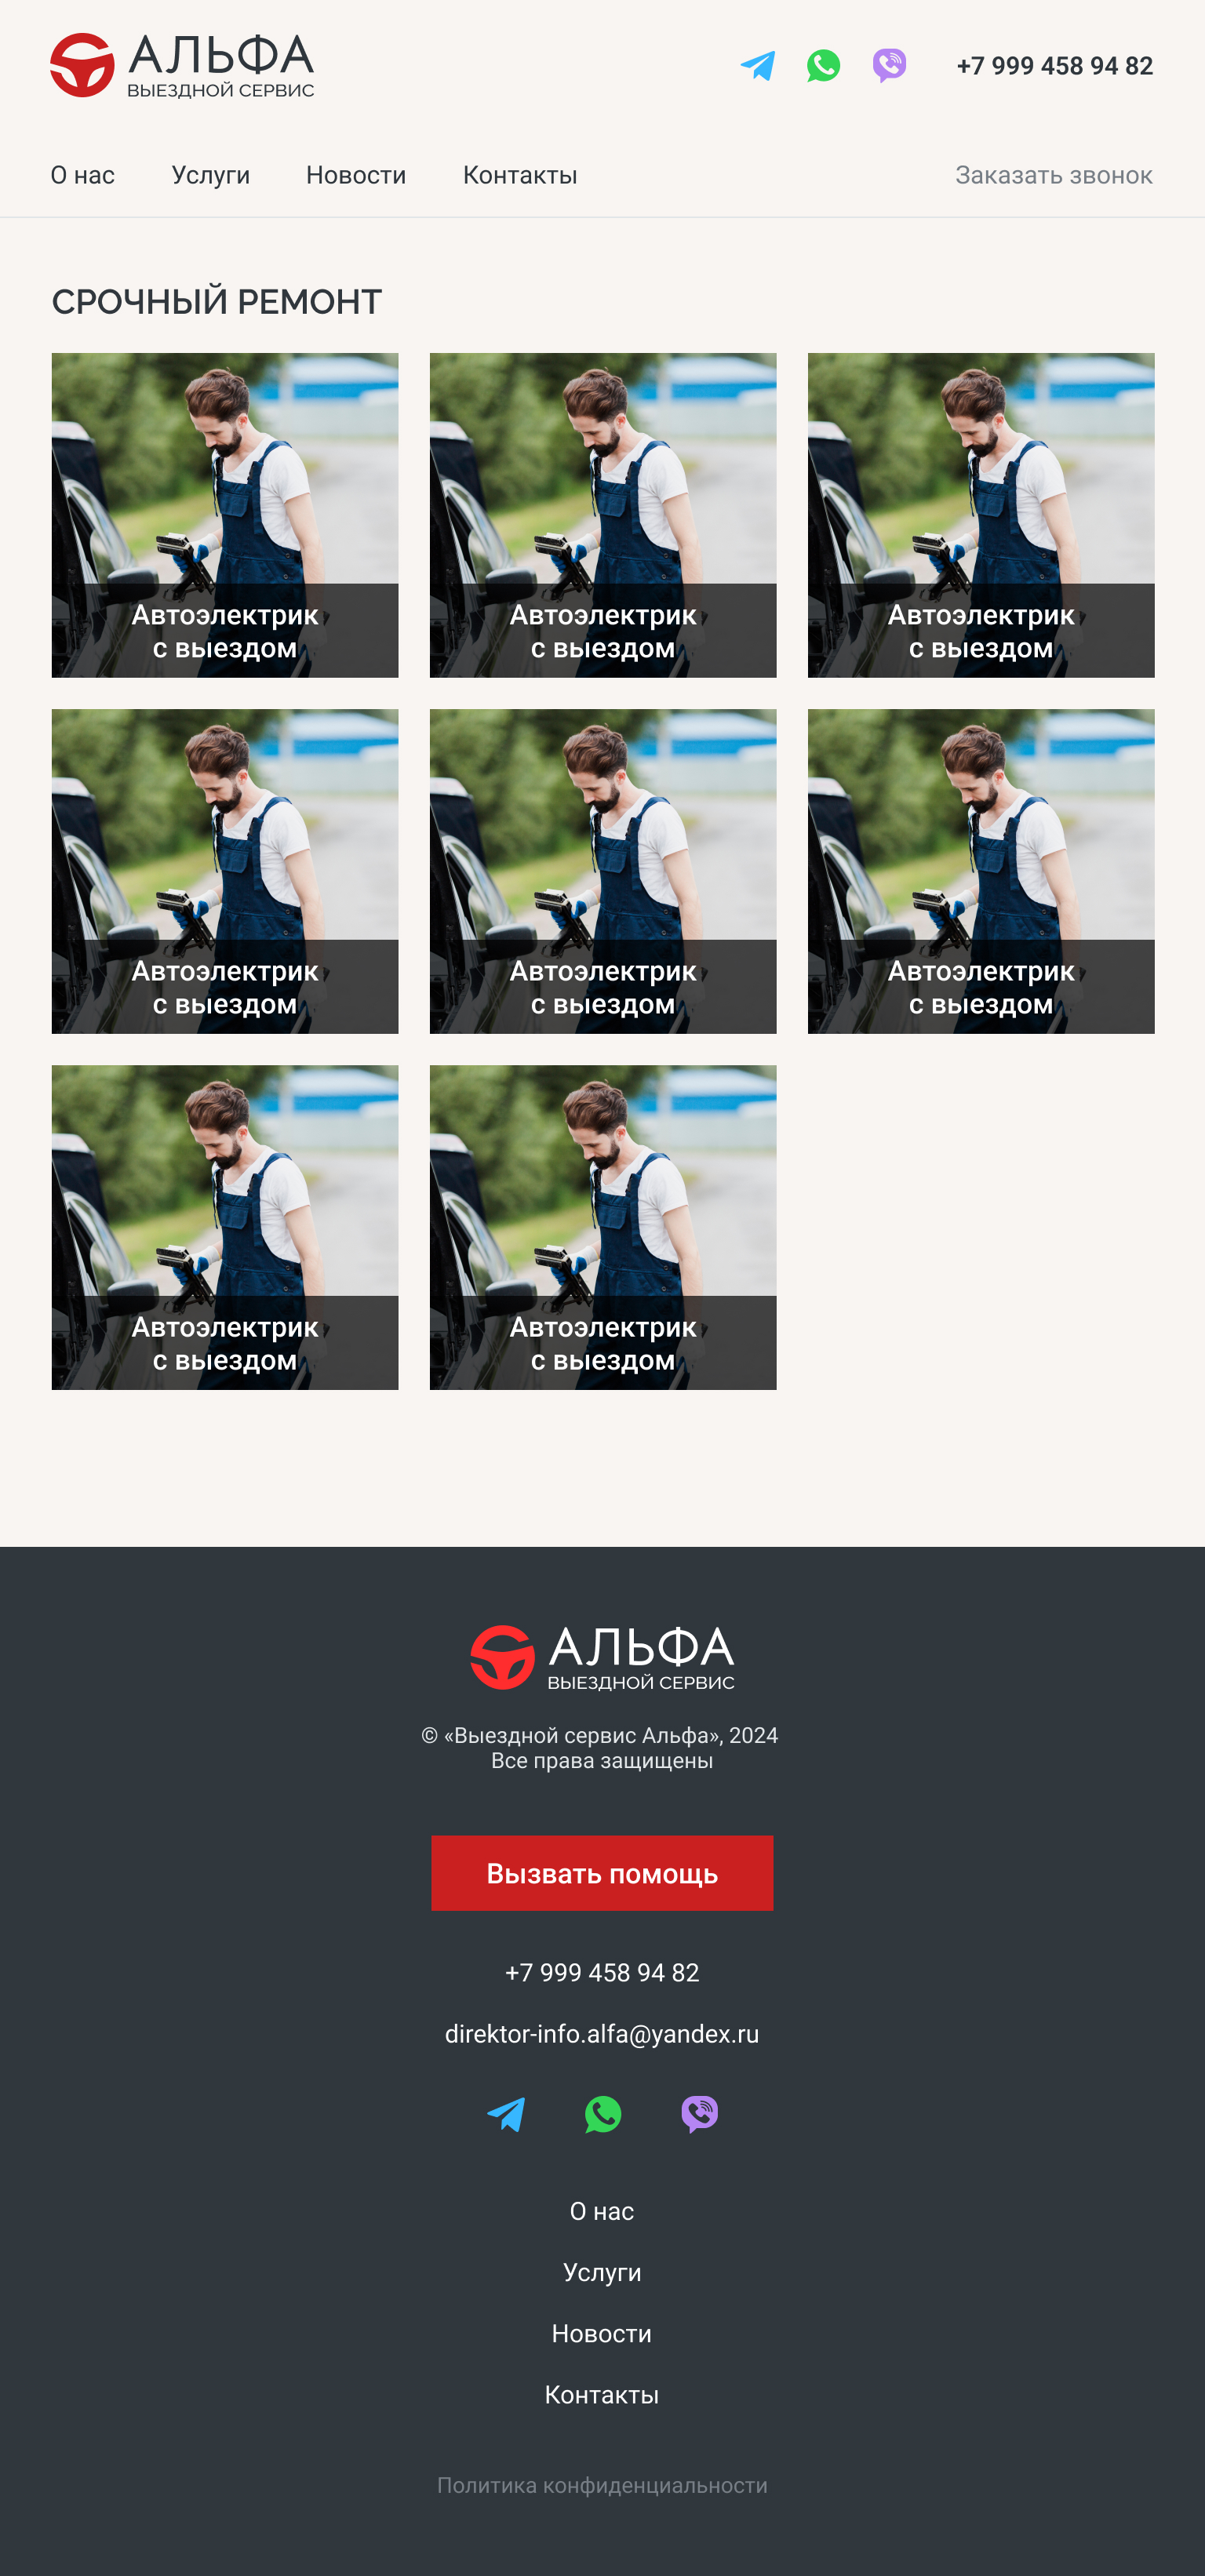 АЛЬФА
ВЫЕЗДНОЙ СЕРВИС
+7 999 458 94 82
О нас
Услуги
Новости
Контакты
Заказать звонок
СРОЧНЫЙ РЕМОНТ
Автоэлектрик
с выездом
Автоэлектрик
с выездом
Автоэлектрик
с выездом
Автоэлектрик
с выездом
Автоэлектрик
с выездом
Автоэлектрик
с выездом
Автоэлектрик
с выездом
Автоэлектрик
с выездом
АЛЬФА
ВЫЕЗДНОЙ СЕРВИС
© «Выездной сервис Альфа», 2024
Все права защищены
Вызвать помощь
+7 999 458 94 82
direktor-info.alfa@yandex.ru
О нас
Услуги
Новости
Контакты
Политика конфиденциальности